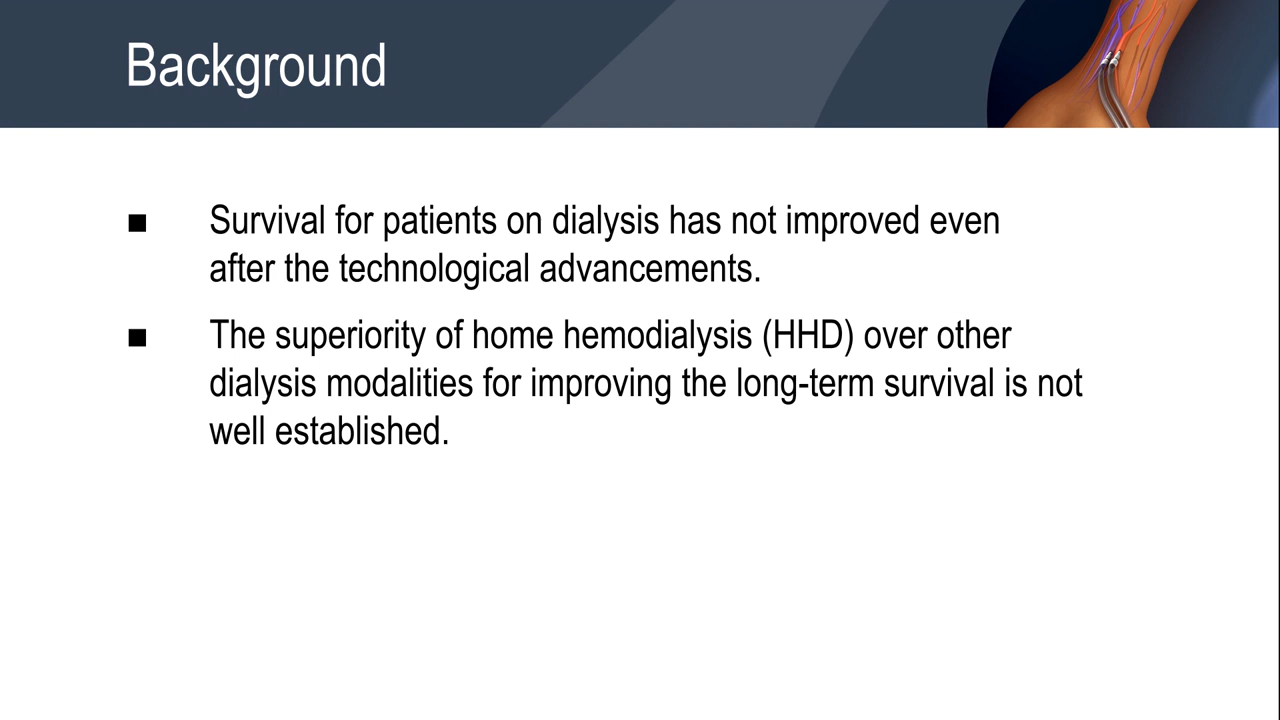 Background
■ Survival for patients on dialysis has not improved even
after the technological advancements.
■ The superiority of home hemodialysis (HHD) over other
dialysis modalities for improving the long-term survival is not
well established.